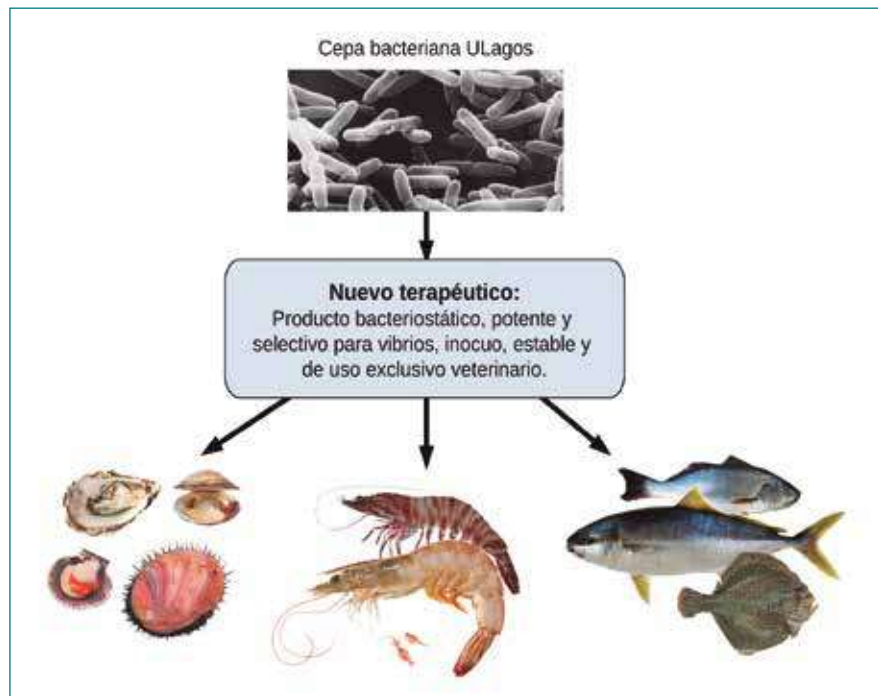 Cepa bacteriana ULagos
Nuevo terapéutico:
Producto bacteriostático, potente y
selectivo para vibrios, inocuo, estable y
de uso exclusivo veterinario.